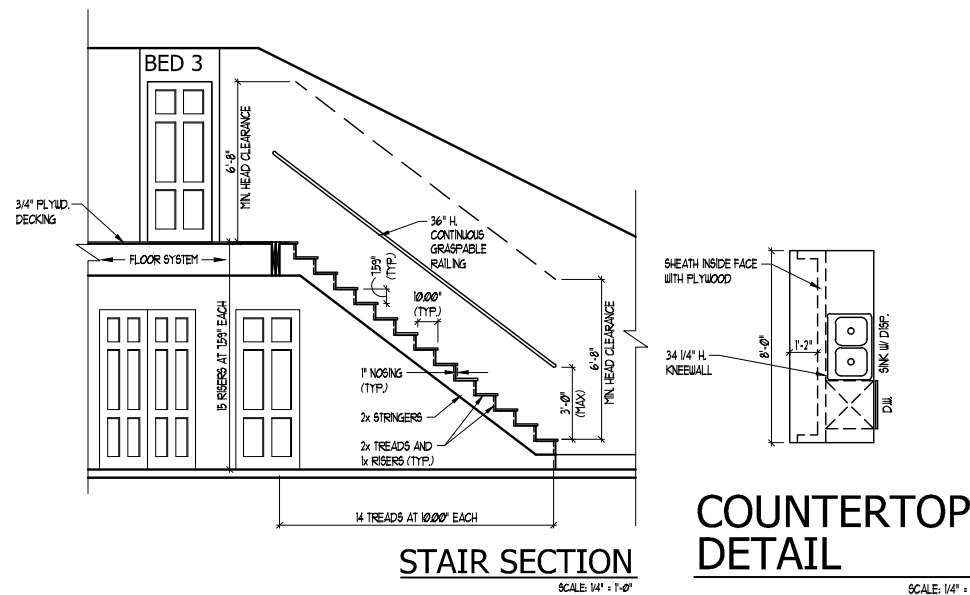 BED 3
6'-8"
MIN. HEAD CLEARANCE
3/4" PLYWD.
DECKING
FLOOR SYSTEM
36" H.
CONTINUOUS
GRASPABLE
RAILING
7.59"
(TYP.)
10.00"
(TYP.)
15 RISERS AT 7.59" EACH
1" NOSING
(TYP.)
2x STRINGERS
2x TREADS AND
1x RISERS (TYP.)
3'-0"
(MAX)
6'-8"
MIN. HEAD CLEARANCE
14 TREADS AT 10.00" EACH
STAIR SECTION
SCALE: 1/4" = 1'-0"
SHEATH INSIDE FACE
WITH PLYWOOD
8'-0"
1'-2"
34 1/4" H.
KNEEWALL
SINK W/ DISP.
D.W.
COUNTERTOP
DETAIL
SCALE: 1/4" =